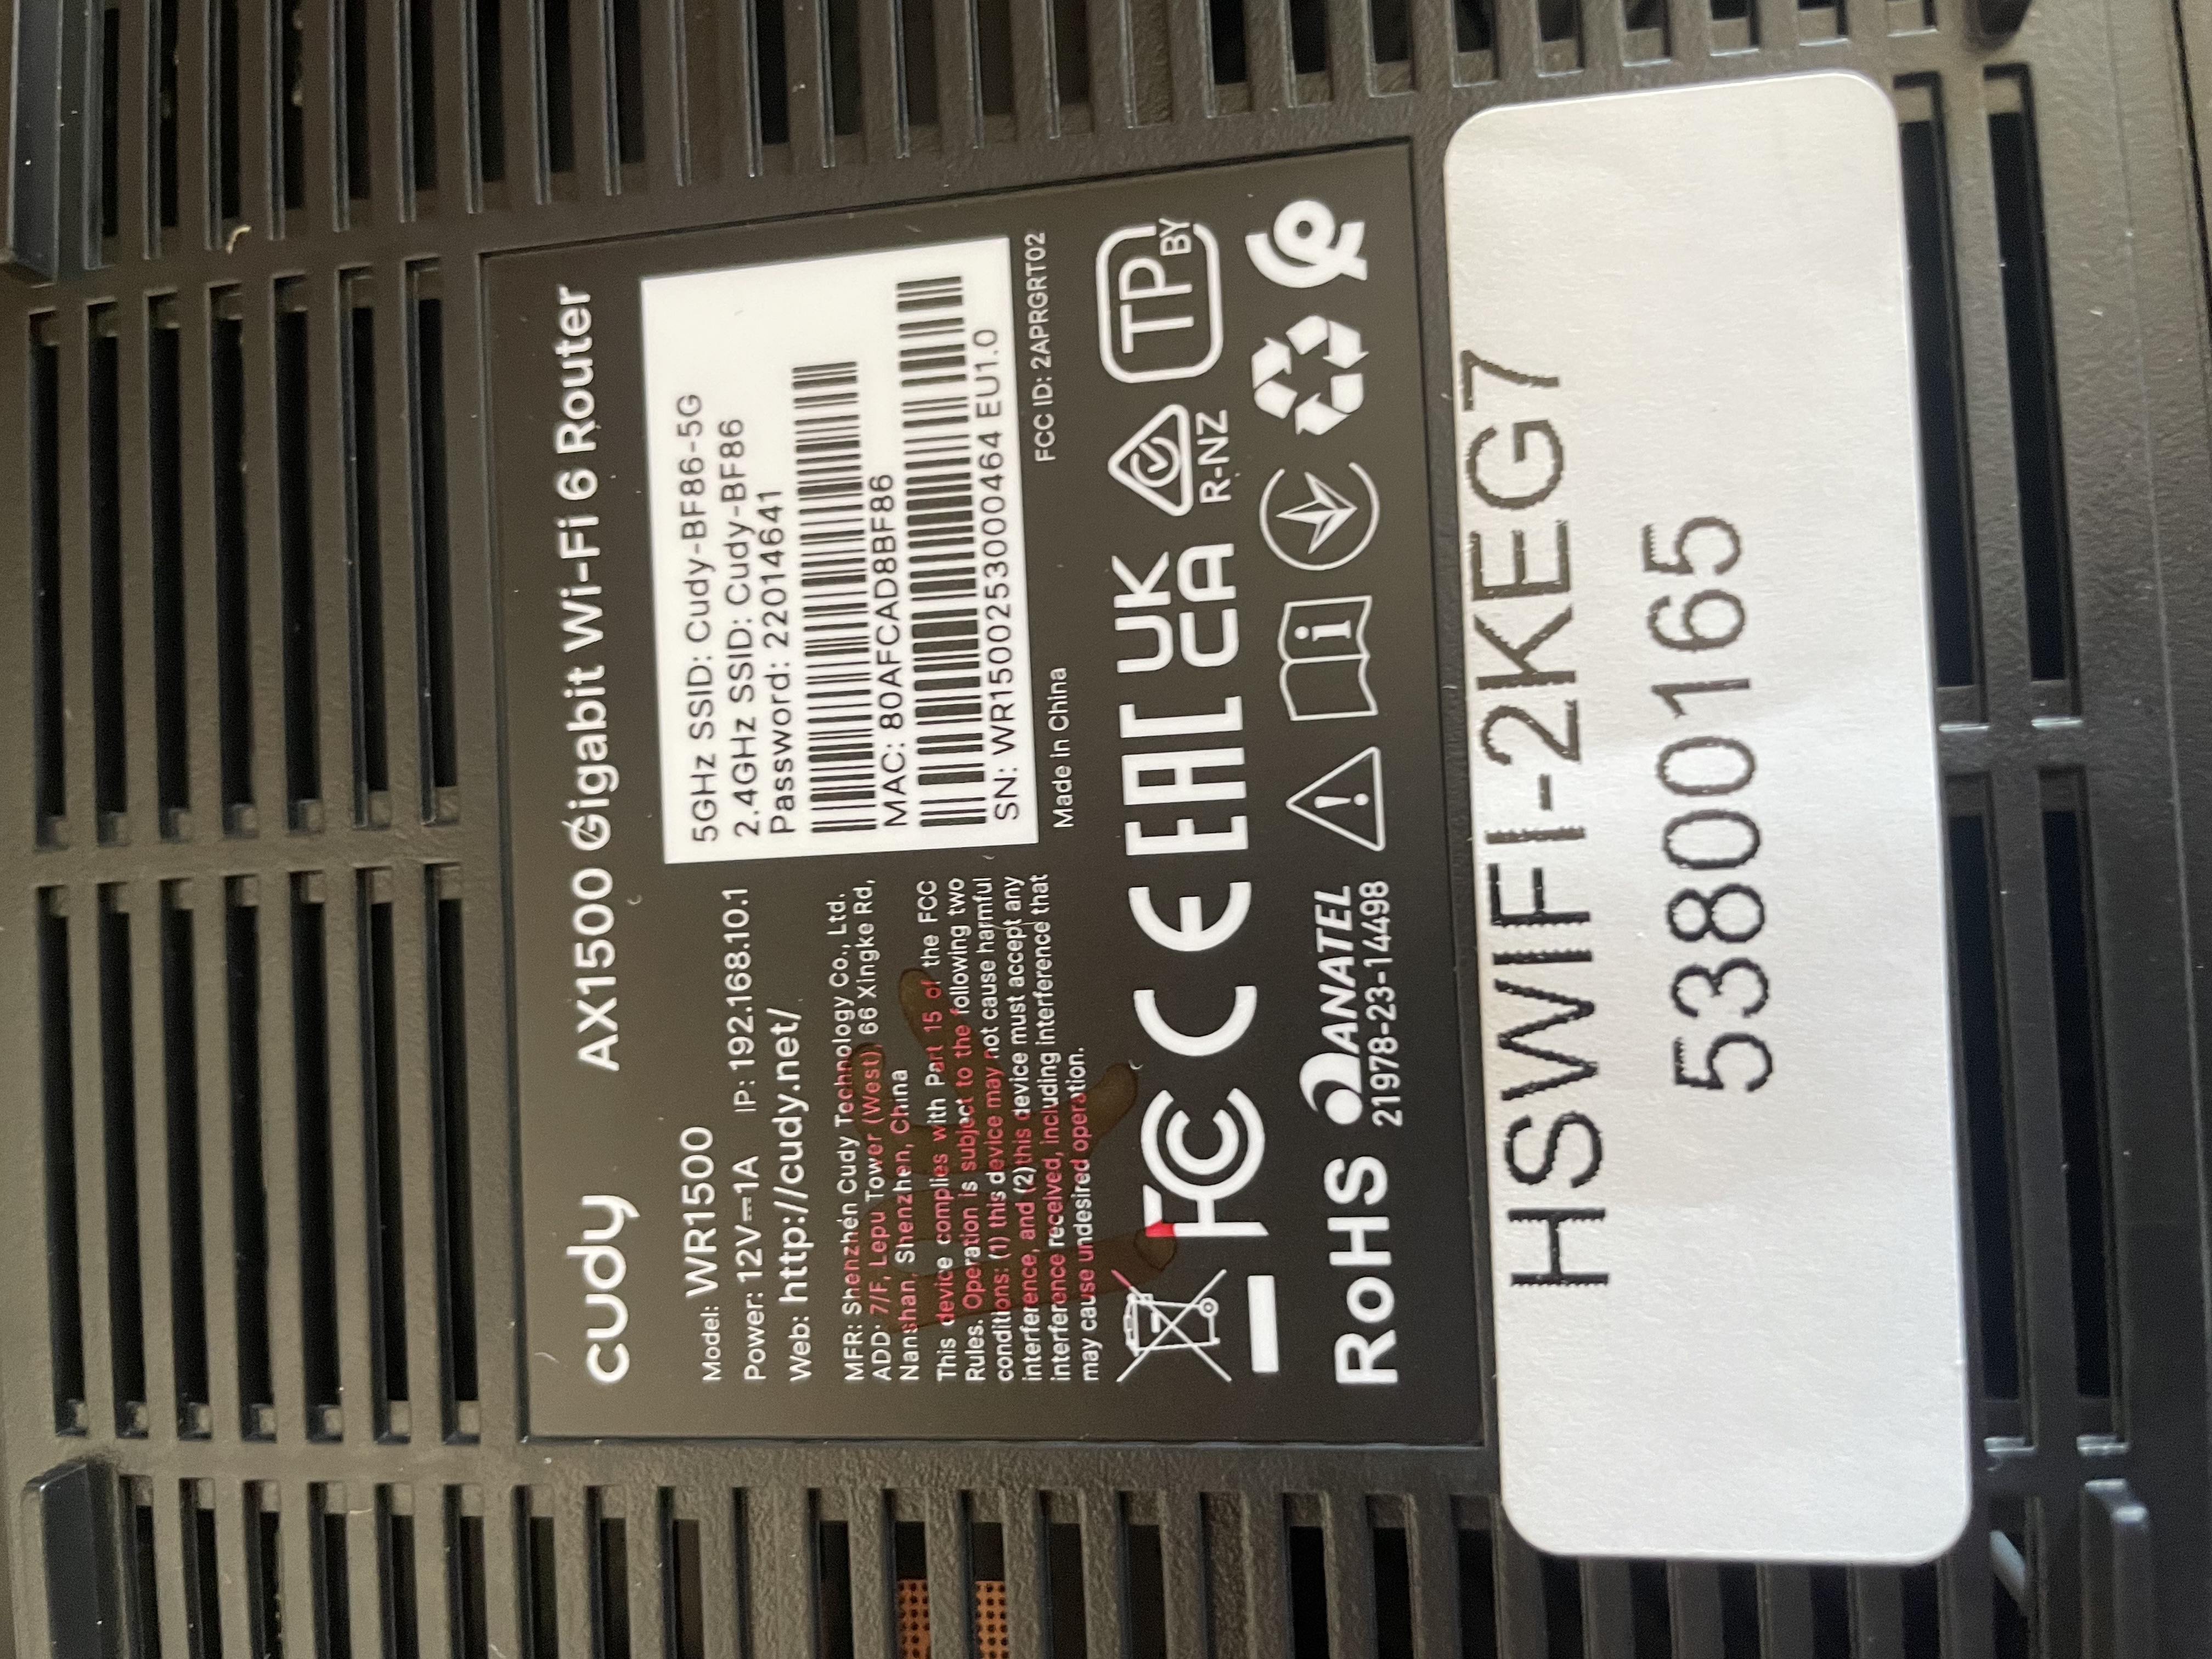 cudy AX1500 Gigabit Wi-Fi 6 Router
Model: WR1500
Power: 12V⎓1A IP: 192.168.10.1
Web: http://cudy.net/
MFR: Shenzhen Cudy Technology Co., Ltd.
ADD: 7/F, Lepu Tower (West), 66 Xingke Rd,
Nanshan, Shenzhen, China
This device complies with Part 15 of the FCC
Rules. Operation is subject to the following two
conditions: (1) this device may not cause harmful
interference, and (2) this device must accept any
interference received, including interference that
may cause undesired operation.
5GHz SSID: Cudy-BF86-5G
2.4GHz SSID: Cudy-BF86
Password: 22014641
MAC: 80AFCAD8BF86
SN: WR15002530000464 EU1.0
Made in China FCC ID: 2APRGRT02
FC CE EAC UK
CA
R-NZ
TP
BY
RoHS ANATEL
21978-23-14498
HSWIFI-2KEG7
53800165